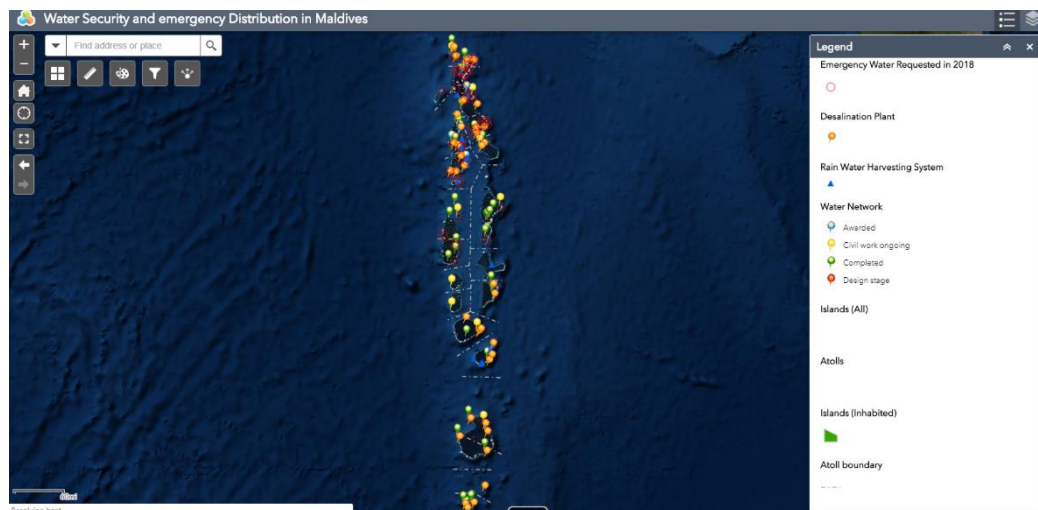 Water Security and emergency Distribution in Maldives
Find address or place
Legend
Emergency Water Requested in 2018
Desalination Plant
Rain Water Harvesting System
Water Network
Awarded
Civil work ongoing
Completed
Design stage
Islands (All)
Atolls
Islands (Inhabited)
Atoll boundary
60mi